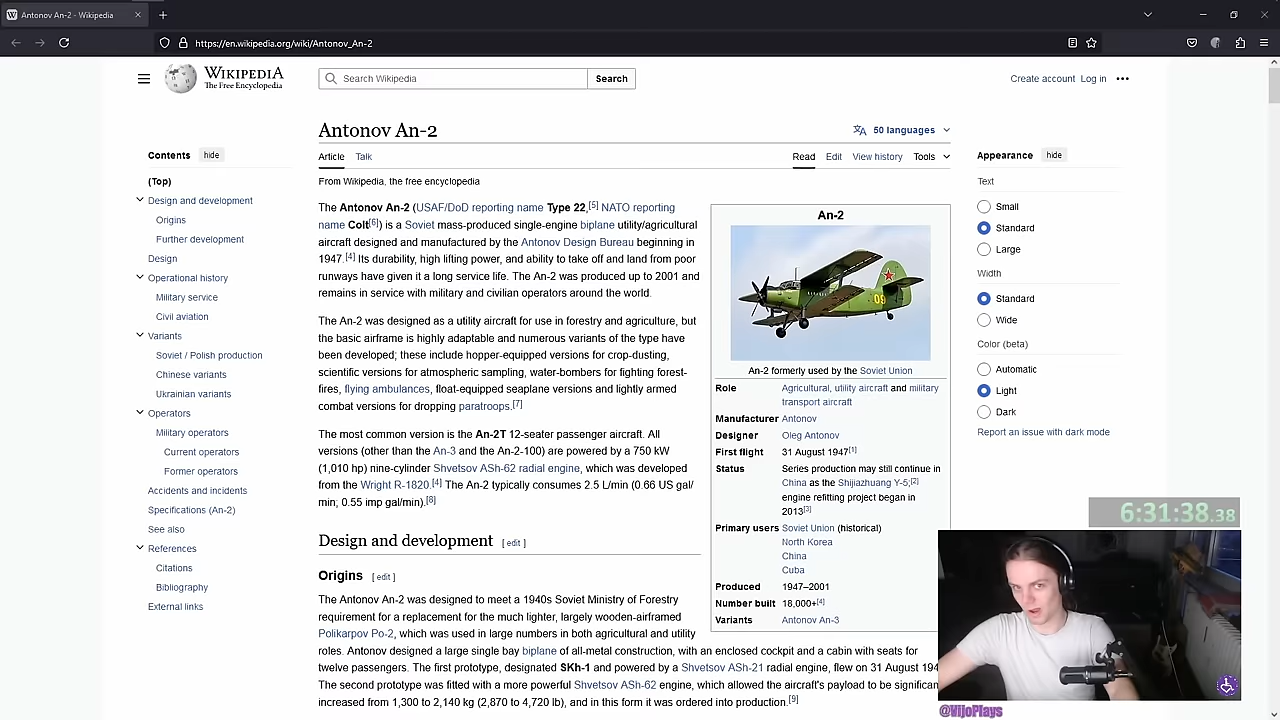 Antonov An-2 - Wikipedia
https://en.wikipedia.org/wiki/Antonov_An-2
WIKIPEDIA
The Free Encyclopedia
Search Wikipedia
Search
Create account Log in
Contents hide
(Top)
Design and development
Origins
Further development
Design
Operational history
Military service
Civil aviation
Variants
Soviet / Polish production
Chinese variants
Ukrainian variants
Operators
Military operators
Current operators
Former operators
Accidents and incidents
Specifications (An-2)
See also
References
Citations
Bibliography
External links
Antonov An-2
50 languages
Article Talk
Read Edit View history Tools
From Wikipedia, the free encyclopedia
The Antonov An-2 (USAF/DoD reporting name Type 22,[5] NATO reporting
name Colt[6]) is a Soviet mass-produced single-engine biplane utility/agricultural
aircraft designed and manufactured by the Antonov Design Bureau beginning in
1947.[4] Its durability, high lifting power, and ability to take off and land from poor
runways have given it a long service life. The An-2 was produced up to 2001 and
remains in service with military and civilian operators around the world.
The An-2 was designed as a utility aircraft for use in forestry and agriculture, but
the basic airframe is highly adaptable and numerous variants of the type have
been developed; these include hopper-equipped versions for crop-dusting,
scientific versions for atmospheric sampling, water-bombers for fighting forest-
fires, flying ambulances, float-equipped seaplane versions and lightly armed
combat versions for dropping paratroops.[7]
The most common version is the An-2T 12-seater passenger aircraft. All
versions (other than the An-3 and the An-2-100) are powered by a 750 kW
(1,010 hp) nine-cylinder Shvetsov ASh-62 radial engine, which was developed
from the Wright R-1820.[4] The An-2 typically consumes 2.5 L/min (0.66 US gal/
min; 0.55 imp gal/min).[8]
Design and development [ edit ]
Origins [ edit ]
The Antonov An-2 was designed to meet a 1940s Soviet Ministry of Forestry
requirement for a replacement for the much lighter, largely wooden-airframed
Polikarpov Po-2, which was used in large numbers in both agricultural and utility
roles. Antonov designed a large single bay biplane of all-metal construction, with an enclosed cockpit and a cabin with seats for
twelve passengers. The first prototype, designated SKh-1 and powered by a Shvetsov ASh-21 radial engine, flew on 31 August 194
The second prototype was fitted with a more powerful Shvetsov ASh-62 engine, which allowed the aircraft's payload to be significan
increased from 1,300 to 2,140 kg (2,870 to 4,720 lb), and in this form it was ordered into production.[9]
An-2
09
An-2 formerly used by the Soviet Union
Role Agricultural, utility aircraft and military
transport aircraft
Manufacturer Antonov
Designer Oleg Antonov
First flight 31 August 1947[1]
Status Series production may still continue in
China as the Shijiazhuang Y-5;[2]
engine refitting project began in
2013[3]
Primary users Soviet Union (historical)
North Korea
China
Cuba
Produced 1947–2001
Number built 18,000+[4]
Variants Antonov An-3
Appearance hide
Text
Small
Standard
Large
Width
Standard
Wide
Color (beta)
Automatic
Light
Dark
Report an issue with dark mode
6:31:38.38
@VijoPlays